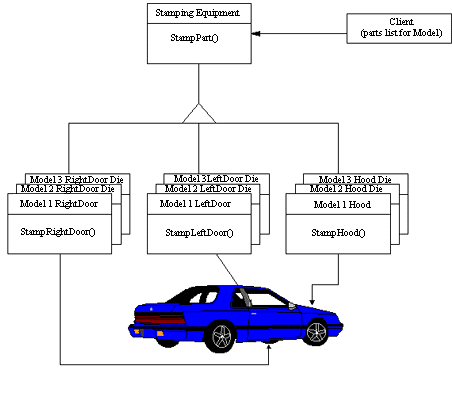 Stamping Equipment
StampPart()
Client
(parts list for Model)
Model 3 RightDoor Die
Model 2 RightDoor Die
Model 1 RightDoor
StampRightDoor()
Model 3 LeftDoor Die
Model 2 LeftDoor Die
Model 1 LeftDoor
StampLeftDoor()
Model 3 Hood Die
Model 2 Hood Die
Model 1 Hood
StampHood()